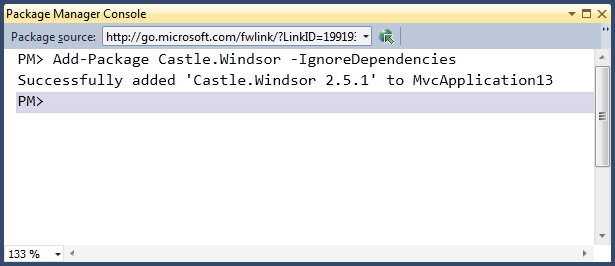 Package Manager Console
Package source: http://go.microsoft.com/fwlink/?LinkID=19919
PM> Add-Package Castle.Windsor -IgnoreDependencies
Successfully added 'Castle.Windsor 2.5.1' to MvcApplication13
PM>
133 %